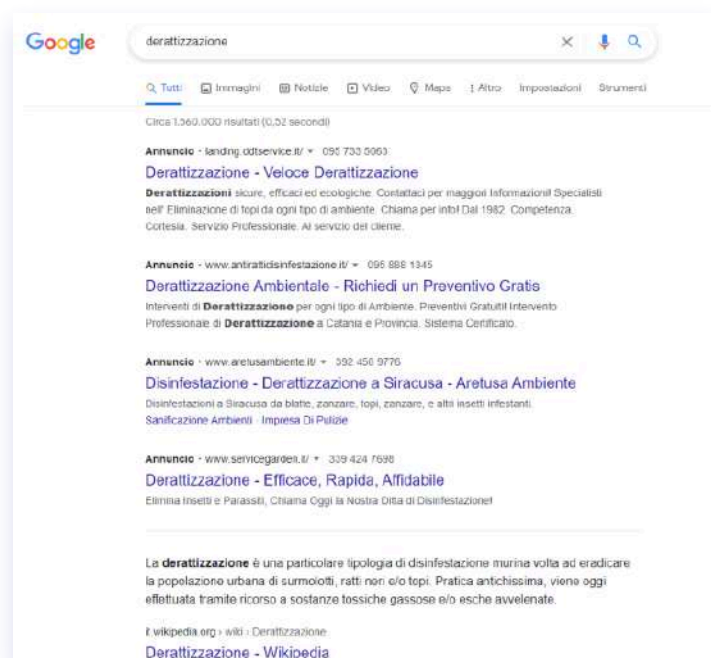 Google
derattizzazione
Tutti Immagini Notizie Video Maps Altro Impostazioni Strumenti
Circa 1.560.000 risultati (0,52 secondi)
Annuncio · landing.ddtservice.it/ 095 733 5063
Derattizzazione - Veloce Derattizzazione
Derattizzazioni sicure, efficaci ed ecologiche. Contattaci per maggiori Informazioni! Specialisti
nell' Eliminazione di topi da ogni tipo di ambiente. Chiama per info! Dal 1982. Competenza.
Cortesia. Servizio Professionale. Al servizio del cliente.
Annuncio · www.antirattidisinfestazione.it/ 095 888 1345
Derattizzazione Ambientale - Richiedi un Preventivo Gratis
Interventi di Derattizzazione per ogni tipo di Ambiente. Preventivi Gratuiti! Intervento
Professionale di Derattizzazione a Catania e Provincia. Sistema Certificato.
Annuncio · www.aretusambiente.it/ 392 456 9776
Disinfestazione - Derattizzazione a Siracusa - Aretusa Ambiente
Disinfestazioni a Siracusa da blatte, zanzare, topi, zanzare, e altri insetti infestanti.
Sanificazione Ambienti · Impresa Di Pulizie
Annuncio · www.servicegarden.it/ 339 424 7698
Derattizzazione - Efficace, Rapida, Affidabile
Elimina Insetti e Parassiti, Chiama Oggi la Nostra Ditta di Disinfestazione!
La derattizzazione è una particolare tipologia di disinfestazione murina volta ad eradicare
la popolazione urbana di surmolotti, ratti neri e/o topi. Pratica antichissima, viene oggi
effettuata tramite ricorso a sostanze tossiche gassose e/o esche avvelenate.
it.wikipedia.org › wiki › Derattizzazione
Derattizzazione - Wikipedia